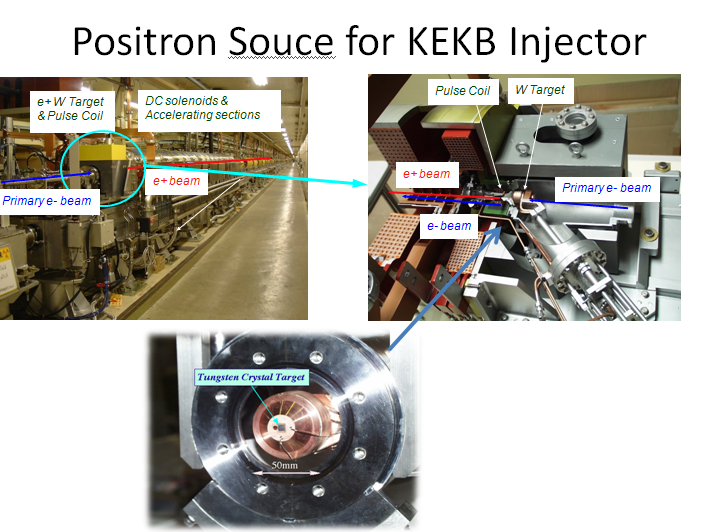 Positron Souce for KEKB Injector
e+ W Target
& Pulse Coil
DC solenoids &
Accelerating sections
e+ beam
Primary e- beam
Pulse Coil
W Target
e+ beam
Primary e- beam
e- beam
Tungsten Crystal Target
50mm